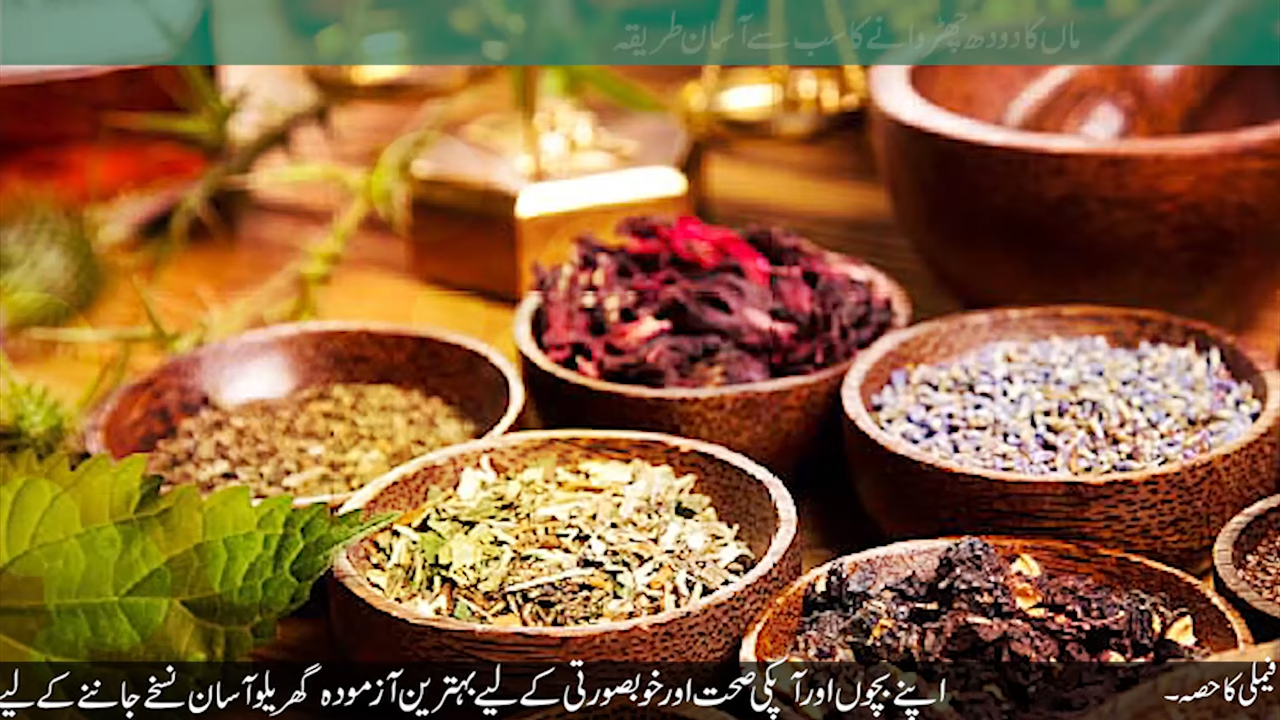 ماں کا دودھ چھڑوانے کا سب سے آسان طریقہ
فیملی کا حصہ۔ اپنے بچوں اور آپکی صحت اور خوبصورتی کے لیے بہترین آزمودہ گھریلو آسان نسخے جاننے کے لیے